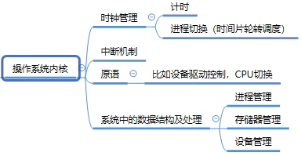 操作系统内核
时钟管理
计时
进程切换（时间片轮转调度）
中断机制
原语
比如设备驱动控制，CPU切换
系统中的数据结构及处理
进程管理
存储器管理
设备管理